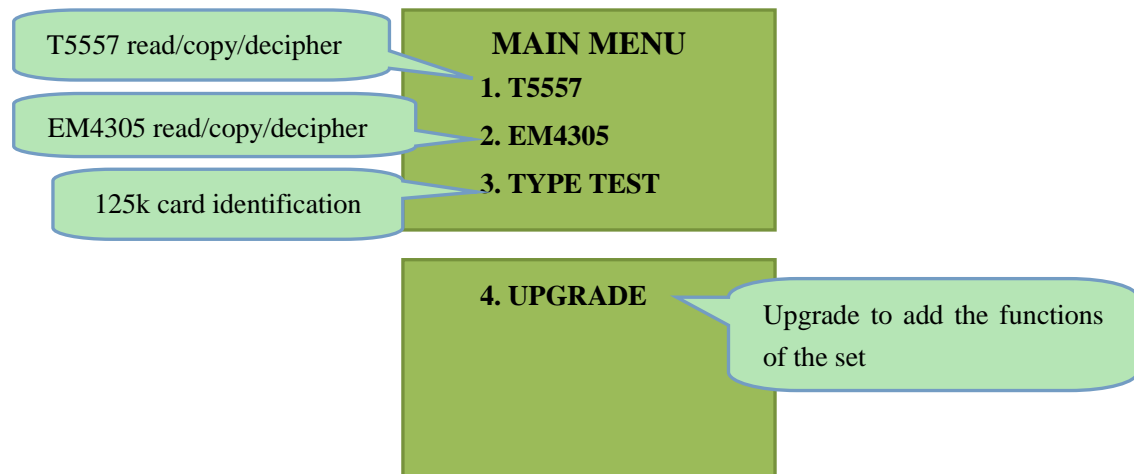 T5557 read/copy/decipher
MAIN MENU
1. T5557
EM4305 read/copy/decipher
2. EM4305
3. TYPE TEST
125k card identification
4. UPGRADE
Upgrade to add the functions
of the set